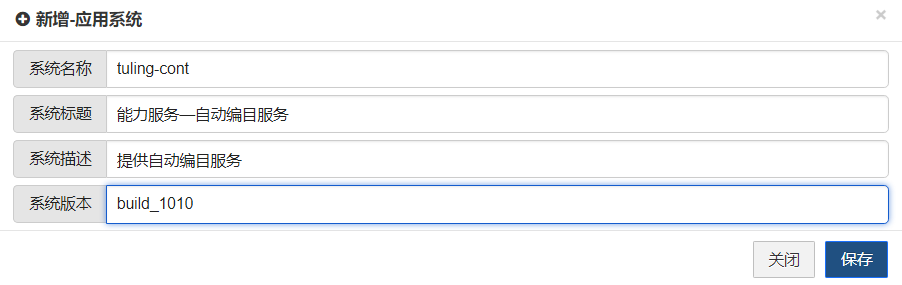 新增-应用系统
×
系统名称 tuling-cont
系统标题 能力服务—自动编目服务
系统描述 提供自动编目服务
系统版本 build_1010
关闭 保存